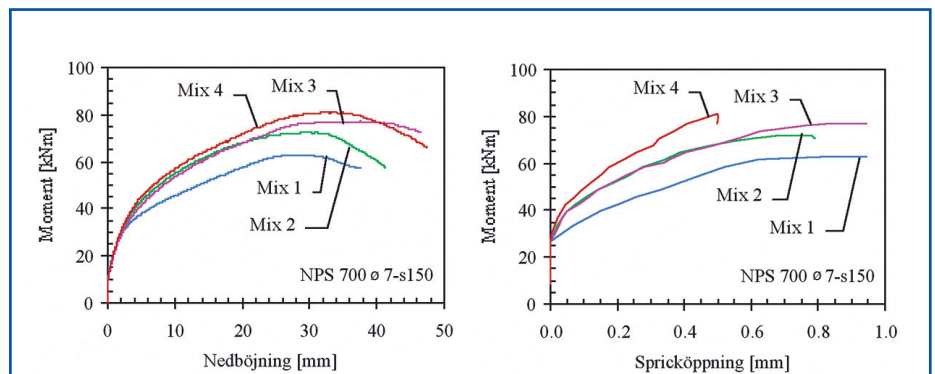 100
80
60
40
20
0
Moment [kNm]
Mix 4
Mix 3
Mix 1
Mix 2
NPS 700 ø 7-s150
0 10 20 30 40 50
Nedböjning [mm]
100
80
60
40
20
0
Moment [kNm]
Mix 4
Mix 3
Mix 2
Mix 1
NPS 700 ø 7-s150
0.0 0.2 0.4 0.6 0.8 1.0
Spricköppning [mm]